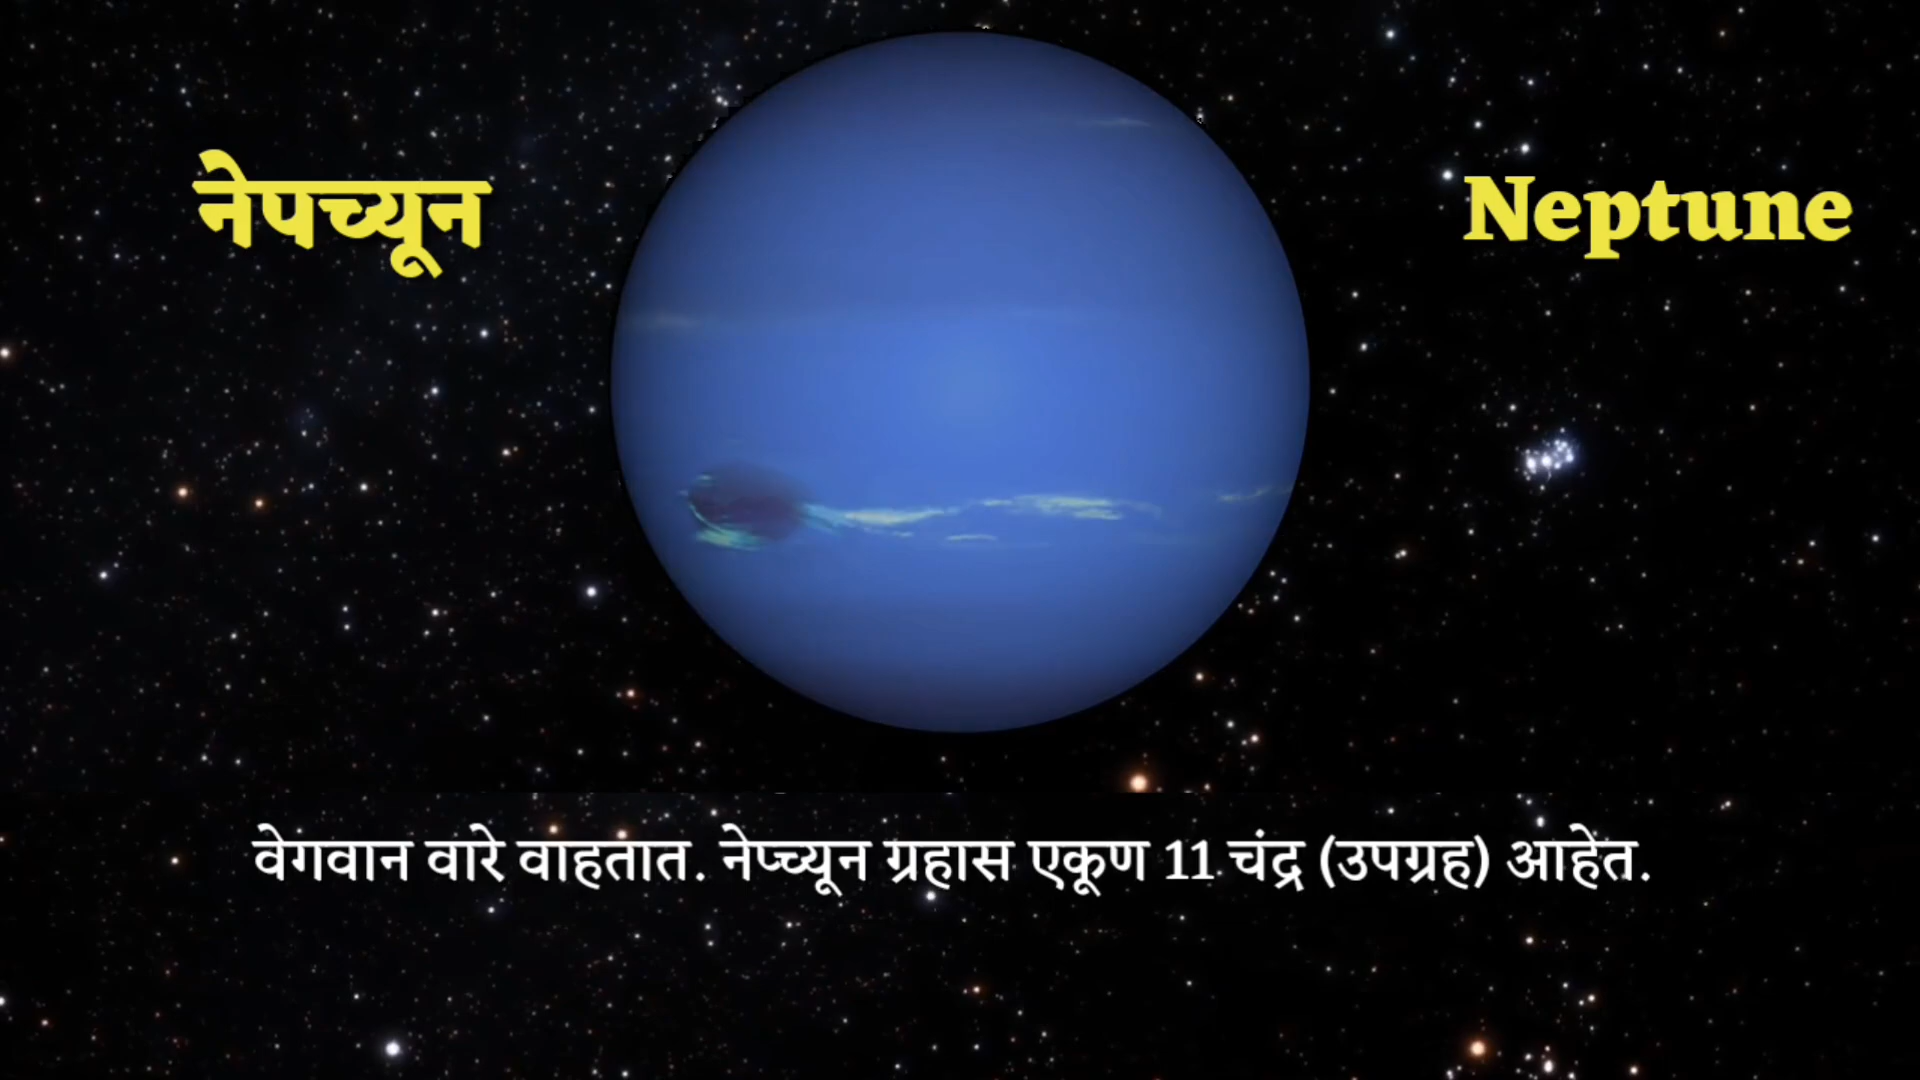 नेपच्यून
Neptune
वेगवान वारे वाहतात. नेप्च्यून ग्रहास एकूण 11 चंद्र (उपग्रह) आहेत.